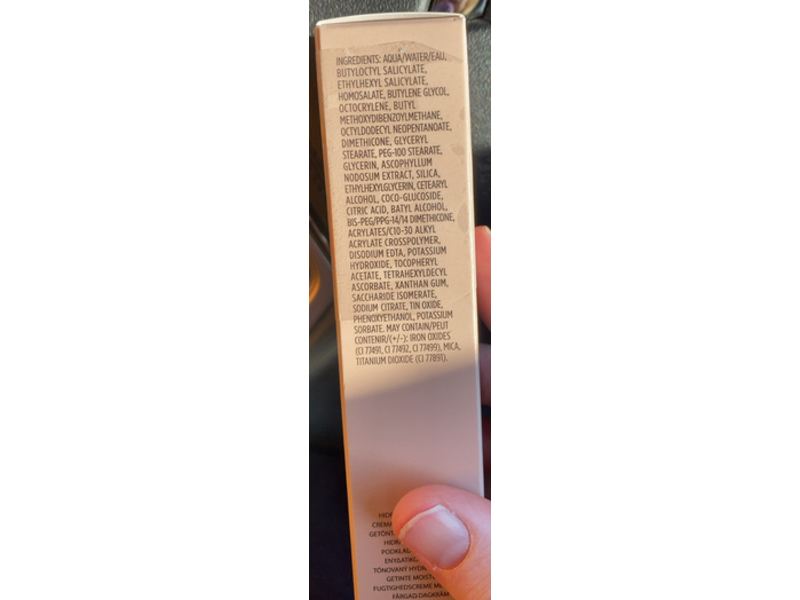 INGREDIENTS: AQUA/WATER/EAU,
BUTYLOCTYL SALICYLATE,
ETHYLHEXYL SALICYLATE,
HOMOSALATE, BUTYLENE GLYCOL,
OCTOCRYLENE, BUTYL
METHOXYDIBENZOYLMETHANE,
OCTYLDODECYL NEOPENTANOATE,
DIMETHICONE, GLYCERYL
STEARATE, PEG-100 STEARATE,
GLYCERIN, ASCOPHYLLUM
NODOSUM EXTRACT, SILICA,
ETHYLHEXYLGLYCERIN, CETEARYL
ALCOHOL, COCO-GLUCOSIDE,
CITRIC ACID, BATYL ALCOHOL,
BIS-PEG/PPG-14/14 DIMETHICONE,
ACRYLATES/C10-30 ALKYL
ACRYLATE CROSSPOLYMER,
DISODIUM EDTA, POTASSIUM
HYDROXIDE, TOCOPHERYL
ACETATE, TETRAHEXYLDECYL
ASCORBATE, XANTHAN GUM,
SACCHARIDE ISOMERATE,
SODIUM CITRATE, TIN OXIDE,
PHENOXYETHANOL, POTASSIUM
SORBATE. MAY CONTAIN/PEUT
CONTENIR/(+/-): IRON OXIDES
(CI 77491, CI 77492, CI 77499), MICA,
TITANIUM DIOXIDE (CI 77891).
TÓNOVANÝ
GETINTE
FUGTIGHEDSCREME
FÄRGAD DAGKRÄM